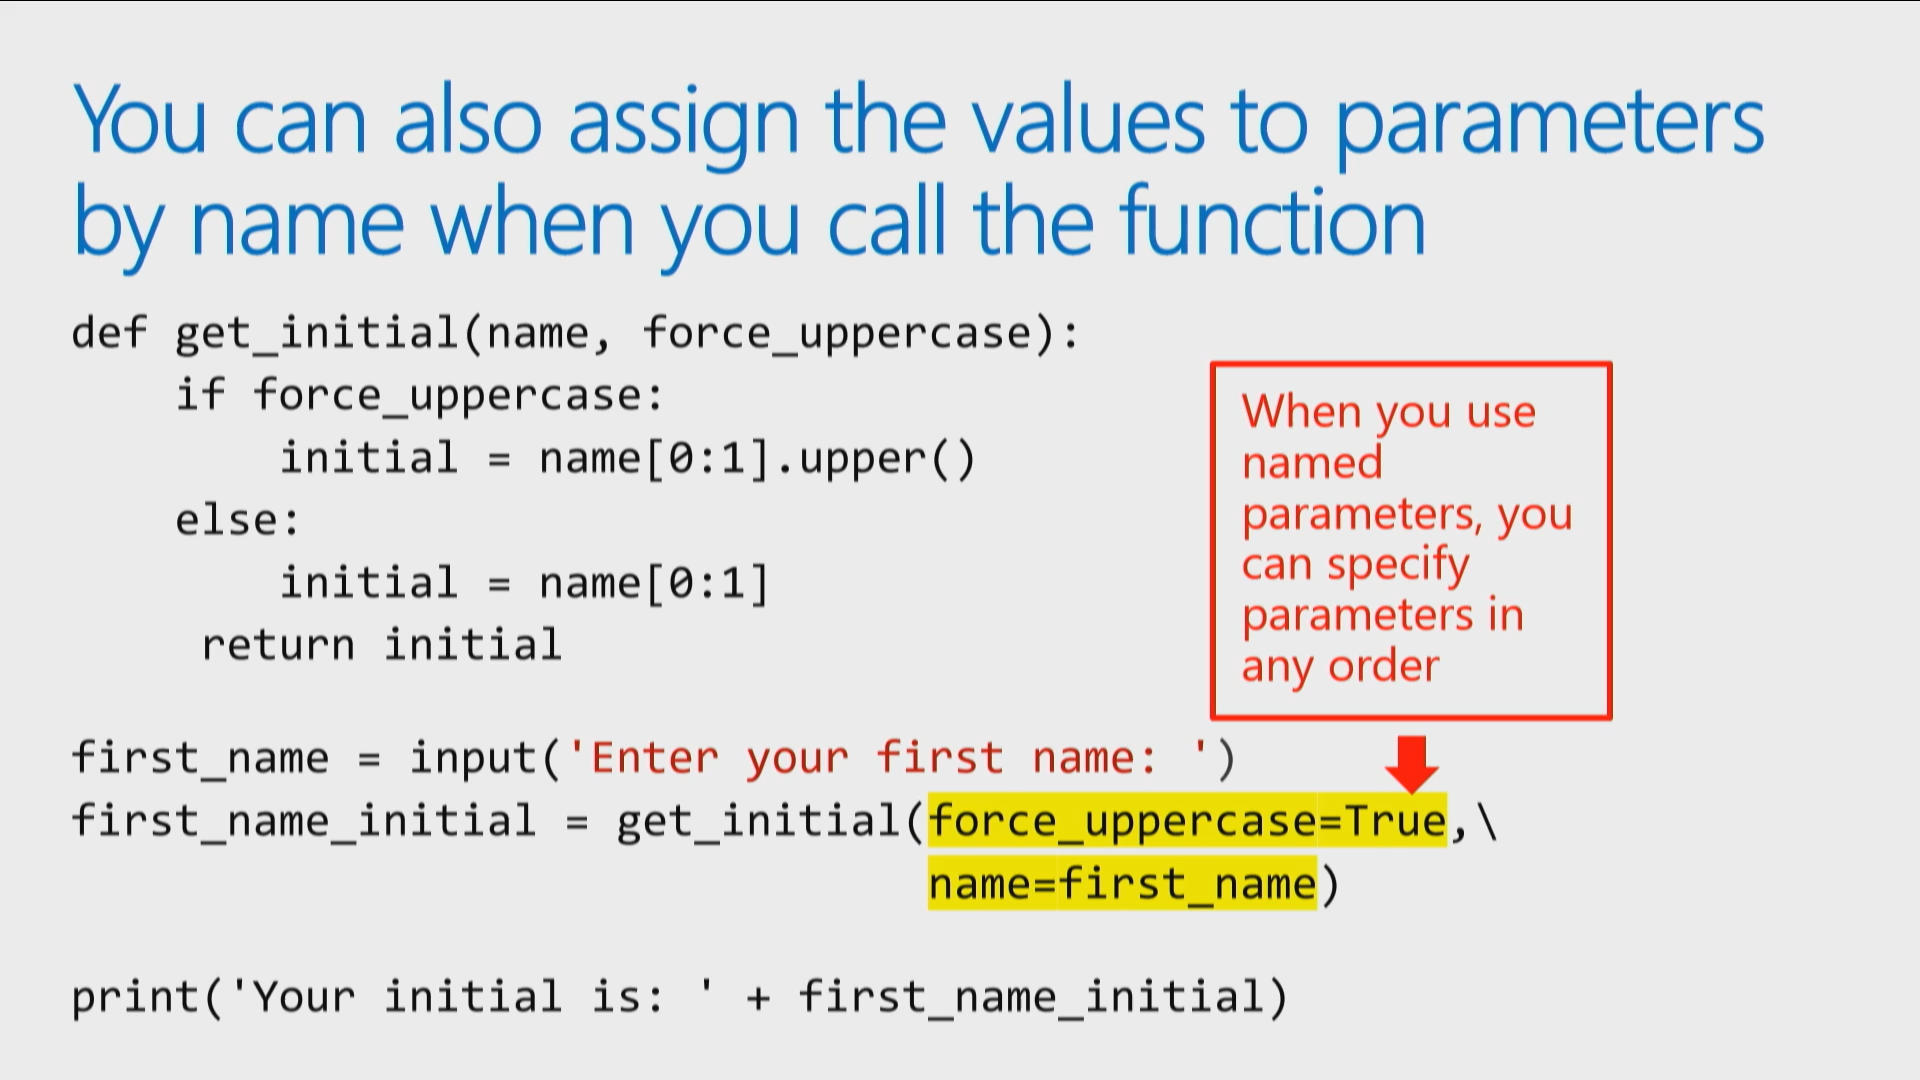 You can also assign the values to parameters
by name when you call the function
def get_initial(name, force_uppercase):
    if force_uppercase:
        initial = name[0:1].upper()
    else:
        initial = name[0:1]
     return initial
When you use
named
parameters, you
can specify
parameters in
any order
first_name = input('Enter your first name: ')
first_name_initial = get_initial(force_uppercase=True,\
                                 name=first_name)
print('Your initial is: ' + first_name_initial)